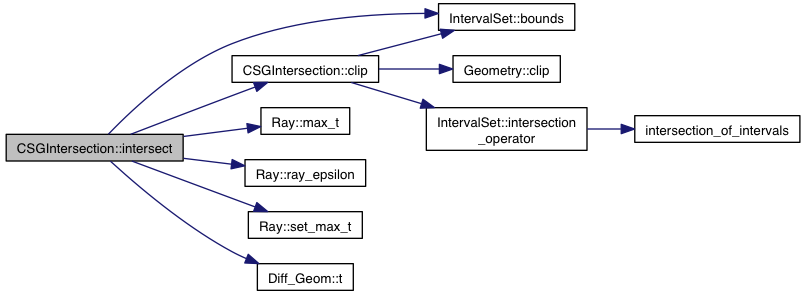 IntervalSet::bounds
CSGIntersection::clip
Geometry::clip
Ray::max_t
IntervalSet::intersection
_operator
intersection_of_intervals
CSGIntersection::intersect
Ray::ray_epsilon
Ray::set_max_t
Diff_Geom::t